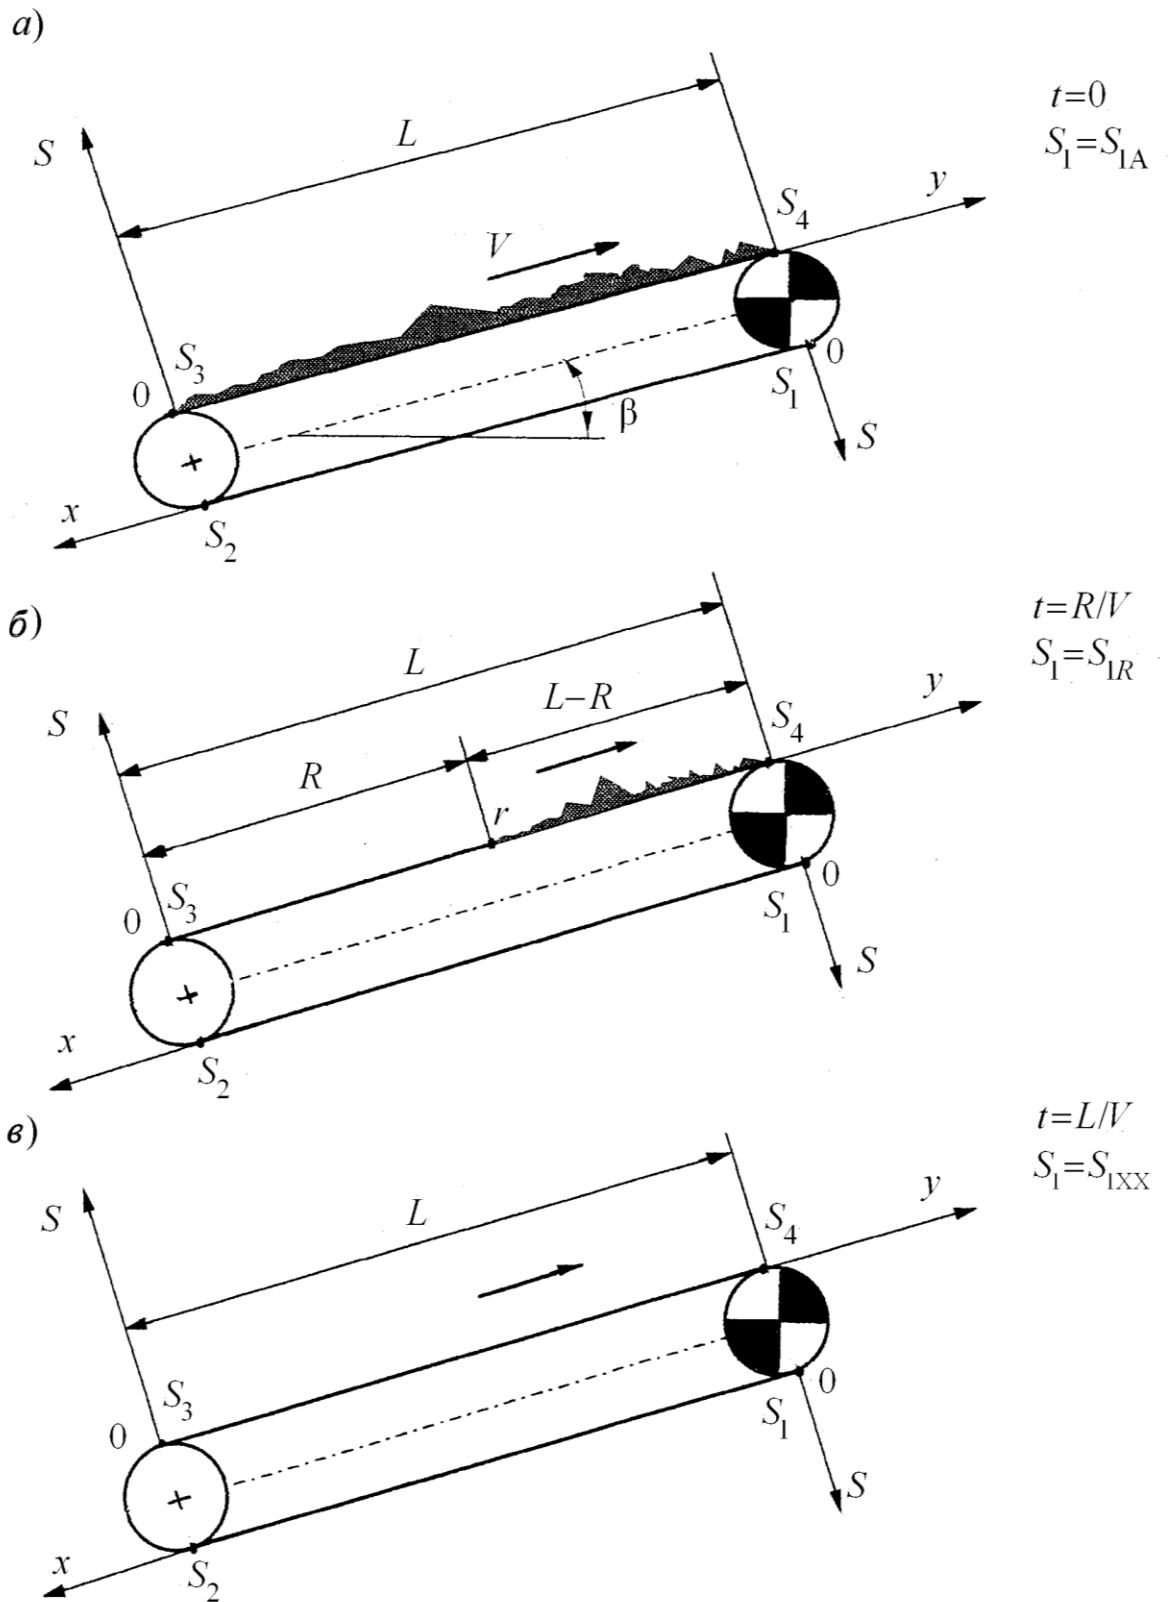 а)
t=0
S₁=S₁A
S
L
y
S₄
V
S₃
0
0
S₁
β
S
x
S₂
б)
t=R/V
S₁=S₁R
L
S
L−R
y
S₄
R
r
S₃
0
0
S₁
S
x
S₂
в)
t=L/V
S₁=S₁XX
S
L
y
S₄
S₃
0
0
S₁
S
x
S₂